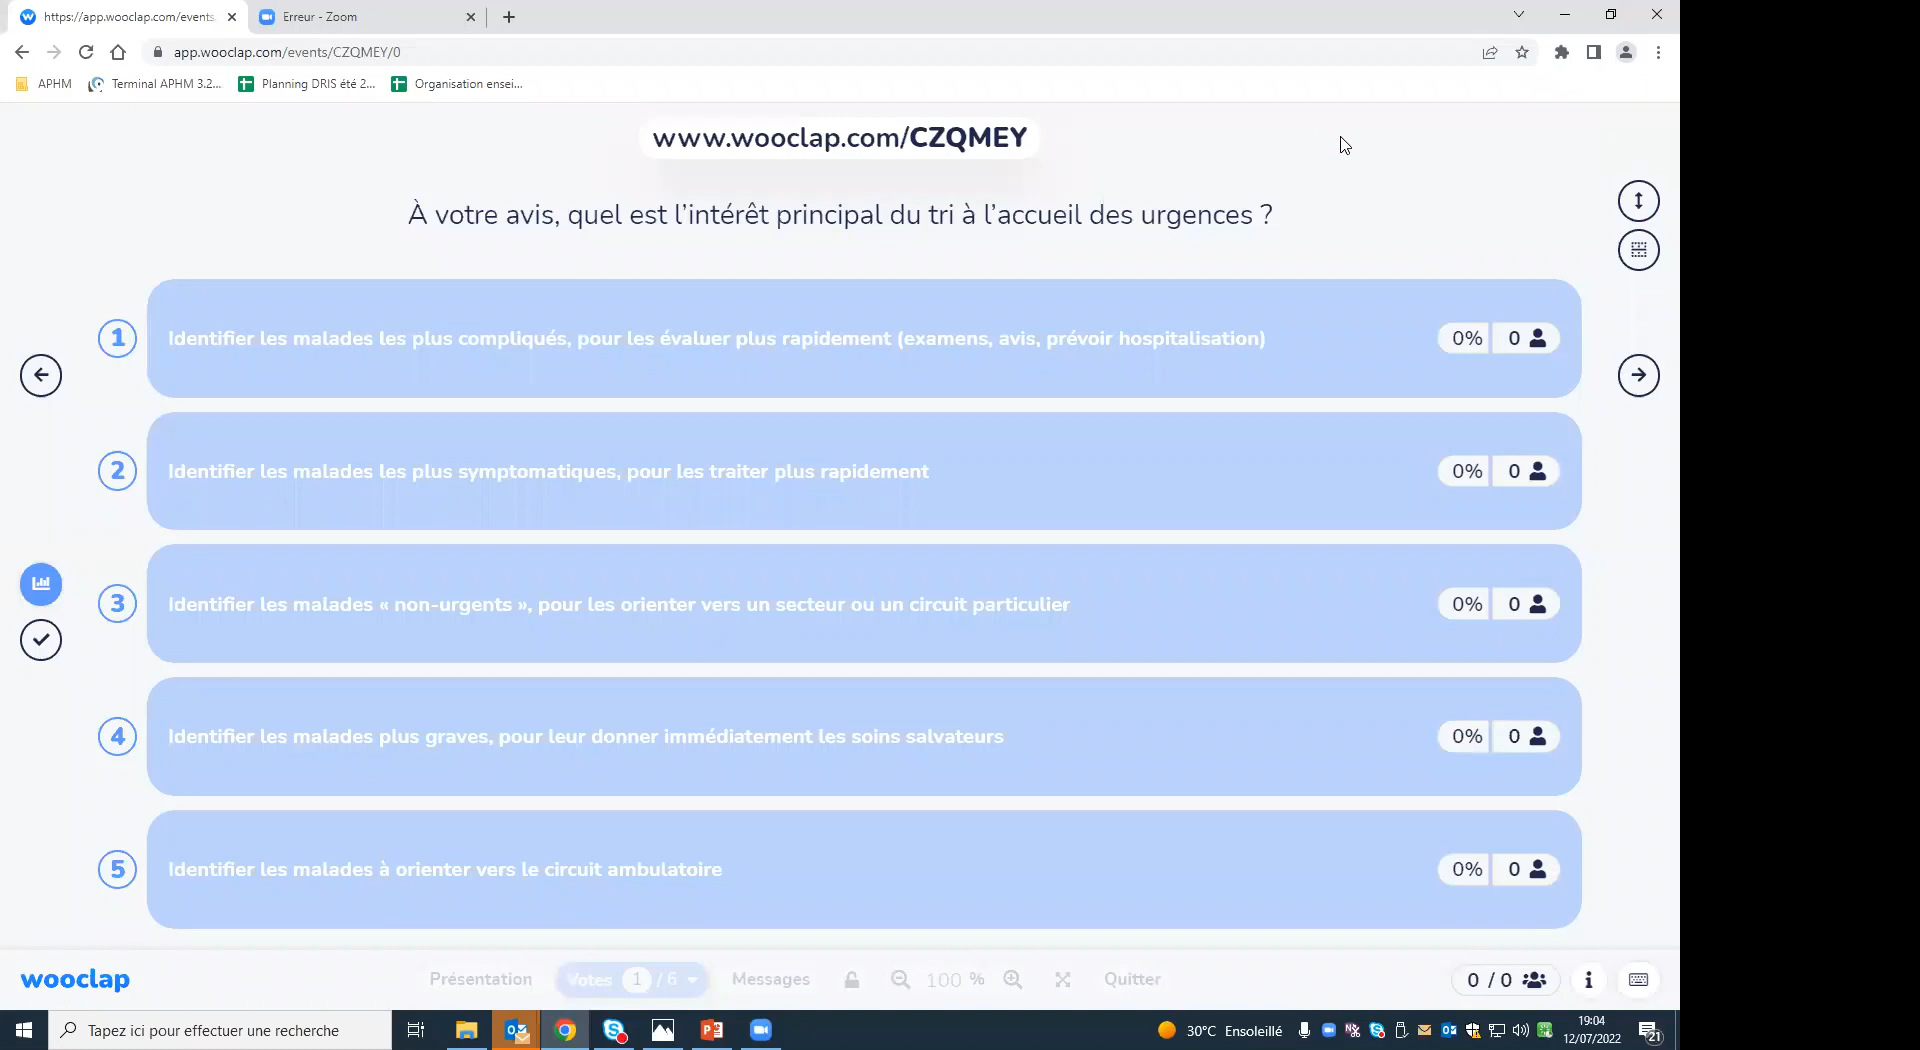 https://app.wooclap.com/events
Erreur - Zoom
app.wooclap.com/events/CZQMEY/0
APHM
Terminal APHM 3.2...
Planning DRIS été 2...
Organisation ensei...
www.wooclap.com/CZQMEY
À votre avis, quel est l’intérêt principal du tri à l’accueil des urgences ?
1
Identifier les malades les plus compliqués, pour les évaluer plus rapidement (examens, avis, prévoir hospitalisation)
0% 0
2
Identifier les malades les plus symptomatiques, pour les traiter plus rapidement
0% 0
3
Identifier les malades « non-urgents », pour les orienter vers un secteur ou un circuit particulier
0% 0
4
Identifier les malades plus graves, pour leur donner immédiatement les soins salvateurs
0% 0
5
Identifier les malades à orienter vers le circuit ambulatoire
0% 0
wooclap
Présentation
Votes 1 / 6
Messages
100 %
Quitter
0 / 0
Tapez ici pour effectuer une recherche
30°C Ensoleillé
19:04
12/07/2022
21